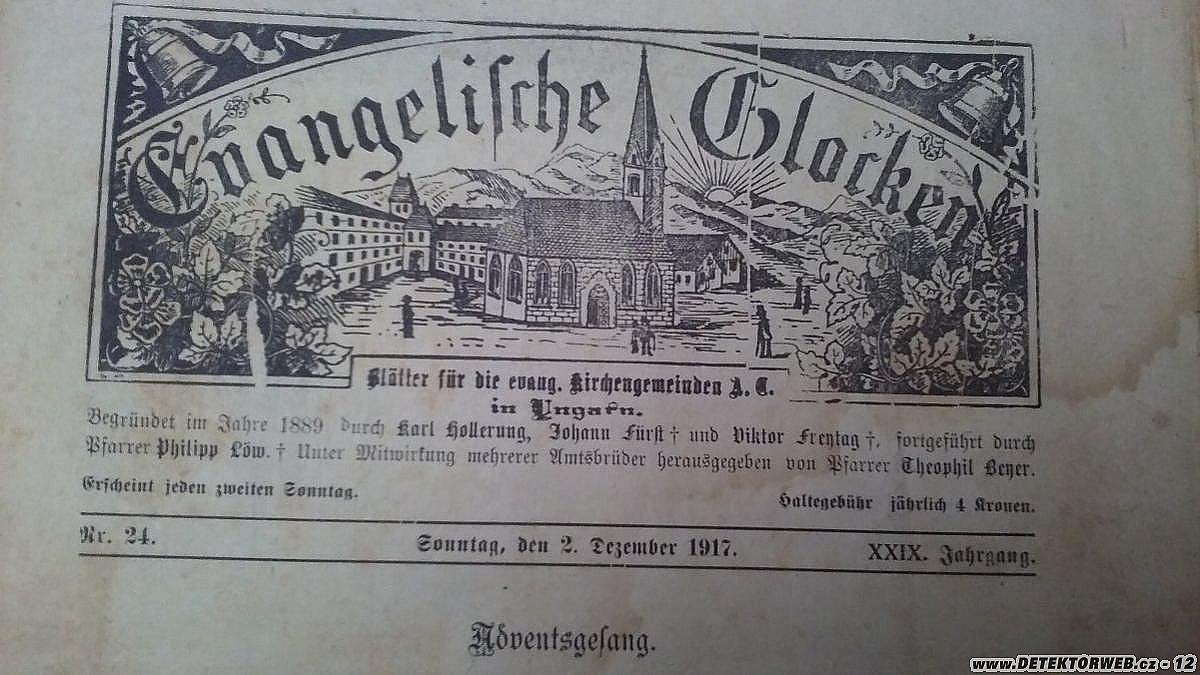 Evangelische Glocken
Blätter für die evang. Kirchengemeinden A. C.
in Ungarn.
Begründet im Jahre 1889 durch Karl Hollerung, Johann Fürst † und Viktor Freytag †, fortgeführt durch
Pfarrer Philipp Löw. † Unter Mitwirkung mehrerer Amtsbrüder herausgegeben von Pfarrer Theophil Beyer.
Erscheint jeden zweiten Sonntag.
Haltegebühr jährlich 4 Kronen.
Nr. 24.
Sonntag, den 2. Dezember 1917.
XXIX. Jahrgang.
Adventsgesang.
www.DETEKTORWEB.cz - 12